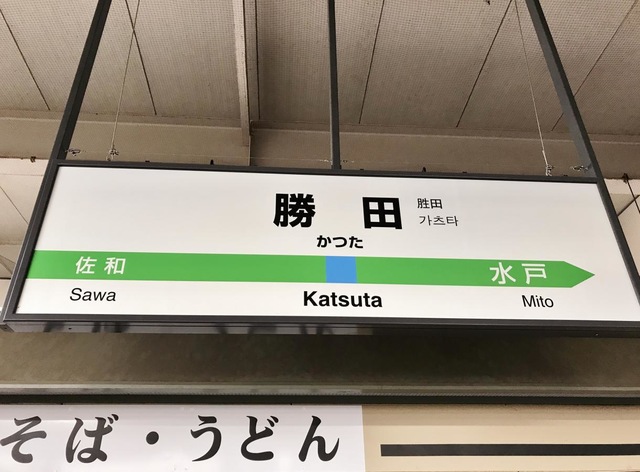 勝田 胜田
가츠타
かつた
佐和 水戸
Sawa Katsuta Mito
そば・うどん